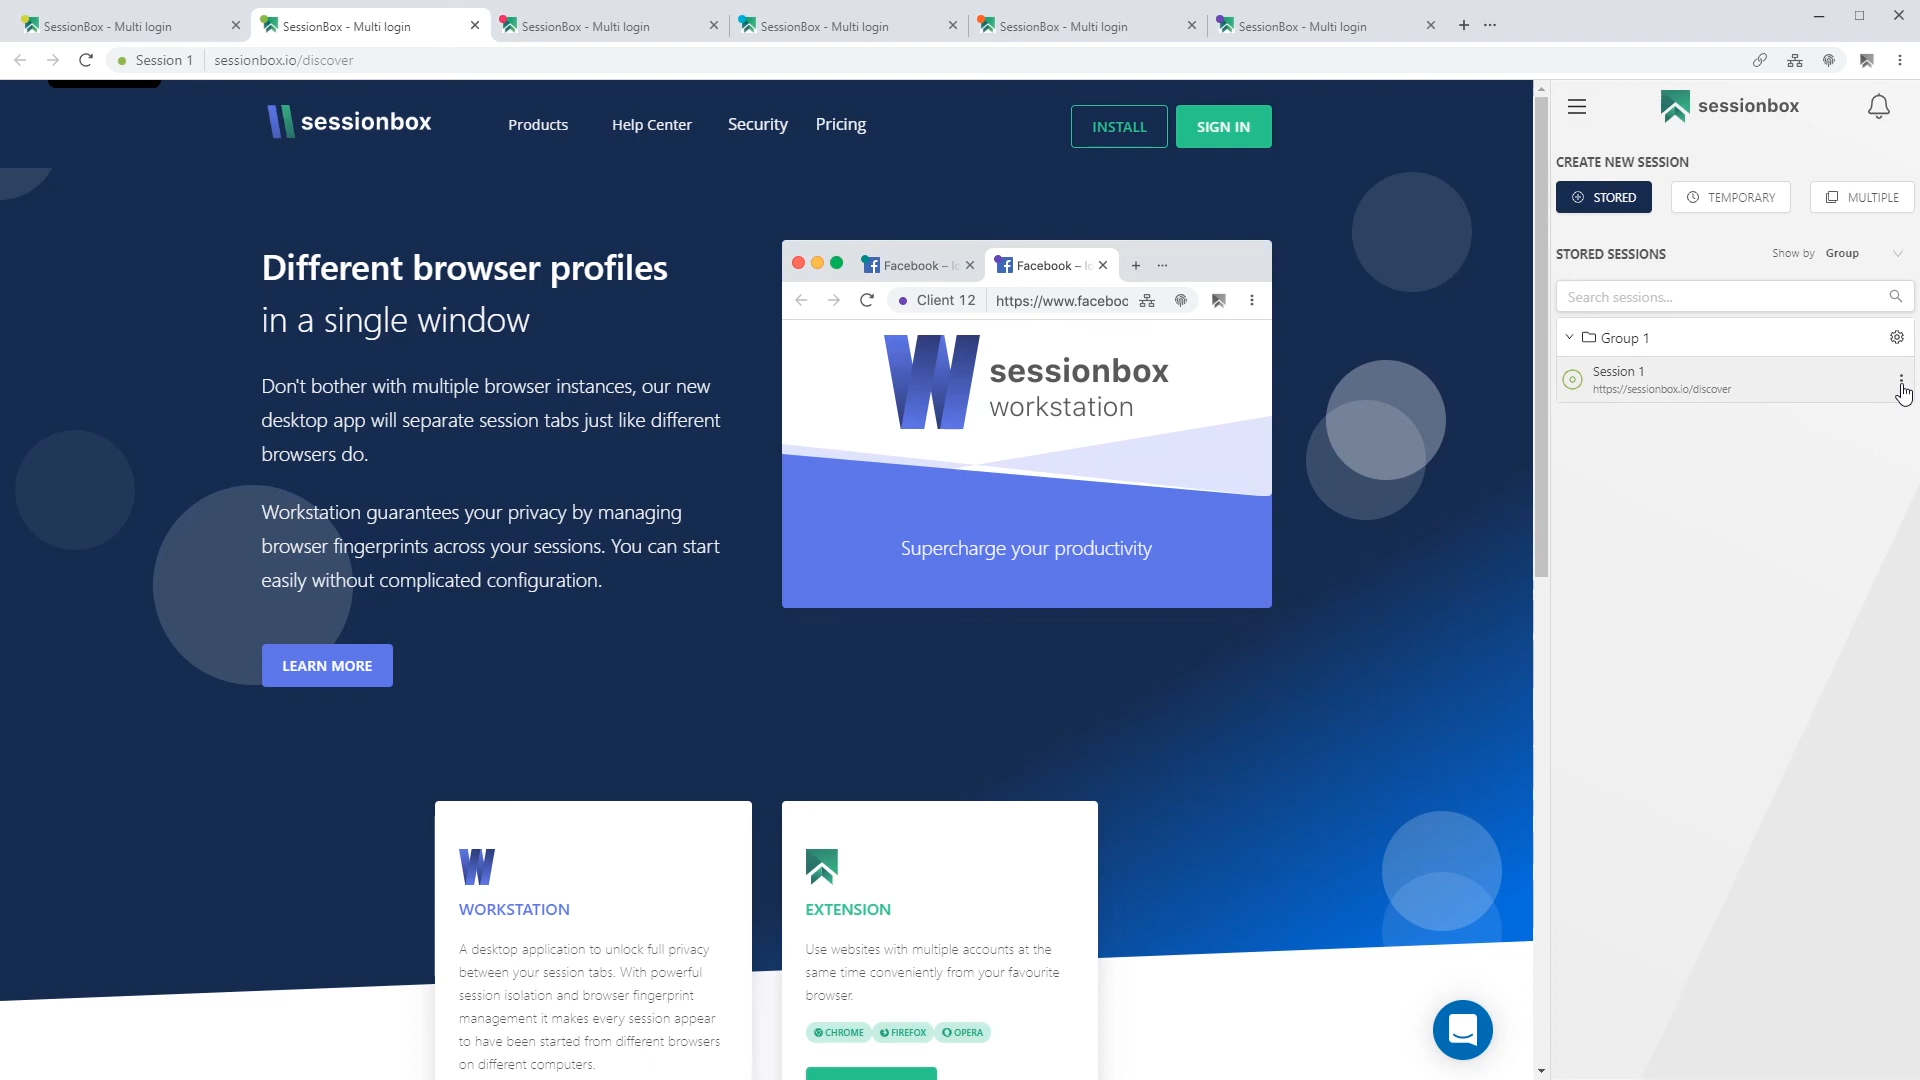 SessionBox - Multi login
SessionBox - Multi login
SessionBox - Multi login
SessionBox - Multi login
SessionBox - Multi login
SessionBox - Multi login
Session 1
sessionbox.io/discover
sessionbox
Products
Help Center
Security
Pricing
INSTALL
SIGN IN
Different browser profiles
in a single window
Don't bother with multiple browser instances, our new
desktop app will separate session tabs just like different
browsers do.
Workstation guarantees your privacy by managing
browser fingerprints across your sessions. You can start
easily without complicated configuration.
LEARN MORE
Facebook – lo
Facebook – lo
Client 12
https://www.faceboo
sessionbox
workstation
Supercharge your productivity
WORKSTATION
A desktop application to unlock full privacy
between your session tabs. With powerful
session isolation and browser fingerprint
management it makes every session appear
to have been started from different browsers
on different computers.
EXTENSION
Use websites with multiple accounts at the
same time conveniently from your favourite
browser.
CHROME
FIREFOX
OPERA
sessionbox
CREATE NEW SESSION
STORED
TEMPORARY
MULTIPLE
STORED SESSIONS
Show by Group
Search sessions...
Group 1
Session 1
https://sessionbox.io/discover